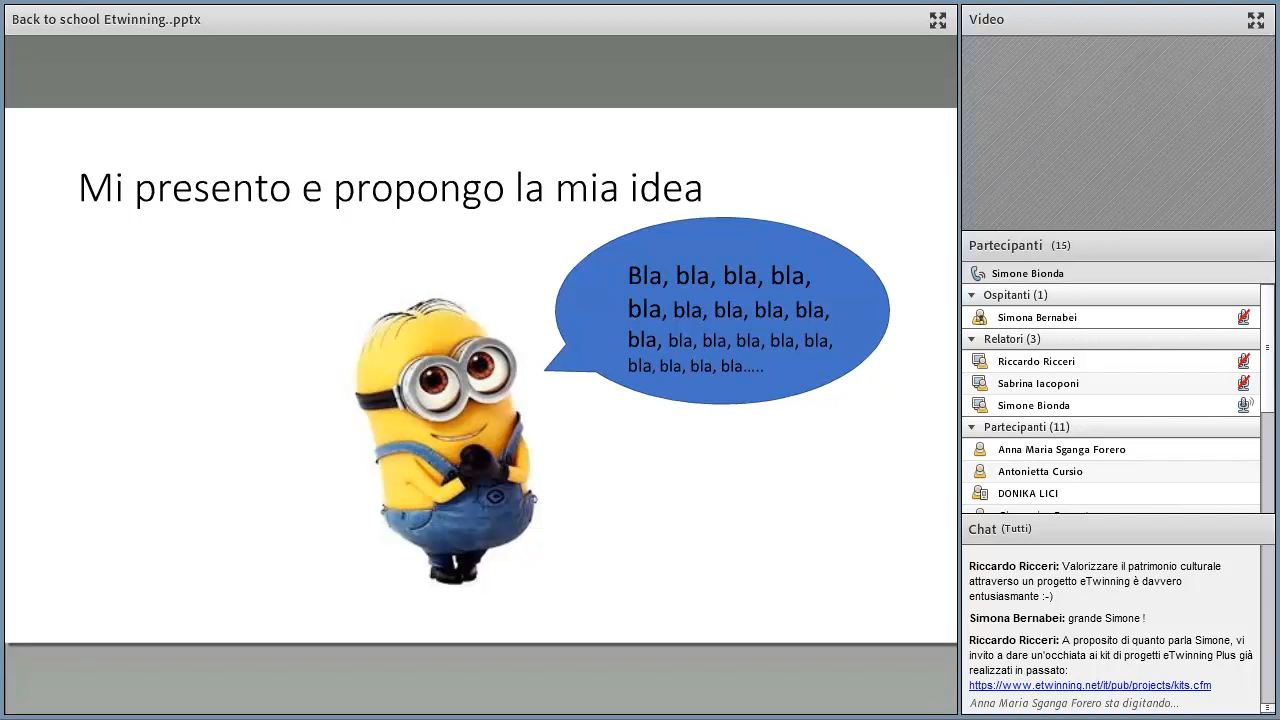 Back to school Etwinning..pptx
Mi presento e propongo la mia idea
Bla, bla, bla, bla,
bla, bla, bla, bla, bla,
bla, bla, bla, bla, bla, bla,
bla, bla, bla, bla…..
Video
Partecipanti (15)
Simone Bionda
Ospitanti (1)
Simona Bernabei
Relatori (3)
Riccardo Ricceri
Sabrina Iacoponi
Simone Bionda
Partecipanti (11)
Anna Maria Sganga Forero
Antonietta Cursio
DONIKA LICI
Chat (Tutti)
Riccardo Ricceri: Valorizzare il patrimonio culturale
attraverso un progetto eTwinning è davvero
entusiasmante :-)
Simona Bernabei: grande Simone !
Riccardo Ricceri: A proposito di quanto parla Simone, vi
invito a dare un'occhiata ai kit di progetti eTwinning Plus già
realizzati in passato:
https://www.etwinning.net/it/pub/projects/kits.cfm
Anna Maria Sganga Forero sta digitando...